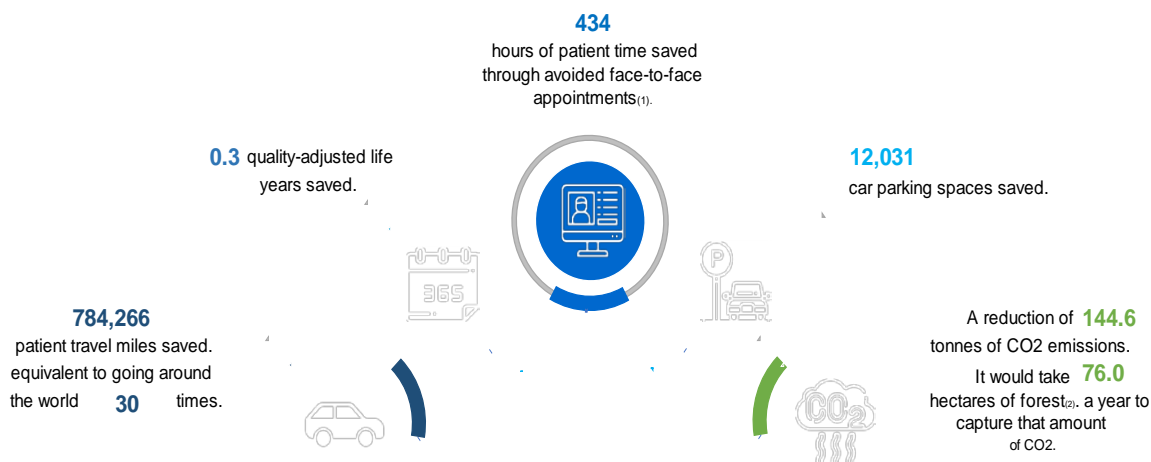 434
hours of patient time saved
through avoided face-to-face
appointments(1).
0.3 quality-adjusted life
years saved.
12,031
car parking spaces saved.
365
P
784,266
patient travel miles saved.
equivalent to going around
the world 30 times.
A reduction of 144.6
tonnes of CO2 emissions.
It would take 76.0
hectares of forest(2). a year to
capture that amount
of CO2.
CO2